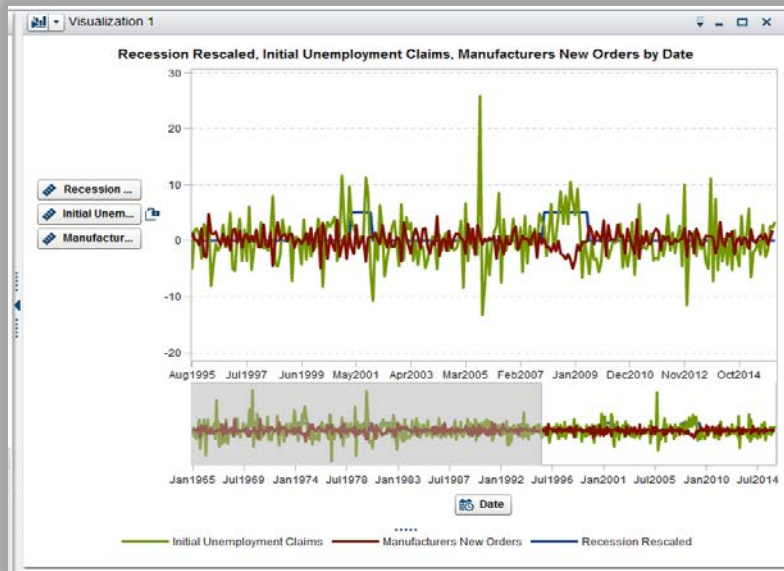 Visualization 1
Recession Rescaled, Initial Unemployment Claims, Manufacturers New Orders by Date
30
20
10
0
-10
-20
Recession ...
Initial Unem...
Manufactur...
Aug1995 Jul1997 Jun1999 May2001 Apr2003 Mar2005 Feb2007 Jan2009 Dec2010 Nov2012 Oct2014
Jan1965 Jul1969 Jan1974 Jul1978 Jan1983 Jul1987 Jan1992 Jul1996 Jan2001 Jul2005 Jan2010 Jul2014
Date
Initial Unemployment Claims Manufacturers New Orders Recession Rescaled